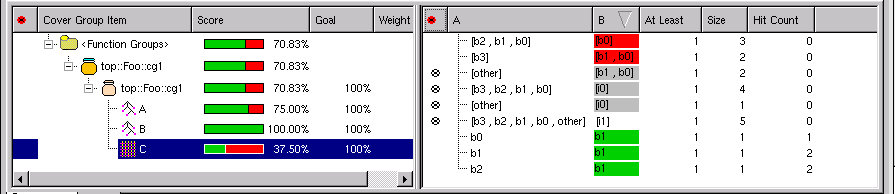 Cover Group Item Score Goal Weight
<Function Groups> 70.83%
top::Foo::cg1 70.83%
top::Foo::cg1 70.83% 100%
A 75.00% 100%
B 100.00% 100%
C 37.50% 100%
A B At Least Size Hit Count
[b2 , b1 , b0] [b0] 1 3 0
[b3] [b1 , b0] 1 2 0
[other] [b1 , b0] 1 2 0
[b3 , b2 , b1 , b0] [i0] 1 4 0
[other] [i0] 1 1 0
[b3 , b2 , b1 , b0 , other] [i1] 1 5 0
b0 b1 1 1 1
b1 b1 1 1 2
b2 b1 1 1 2